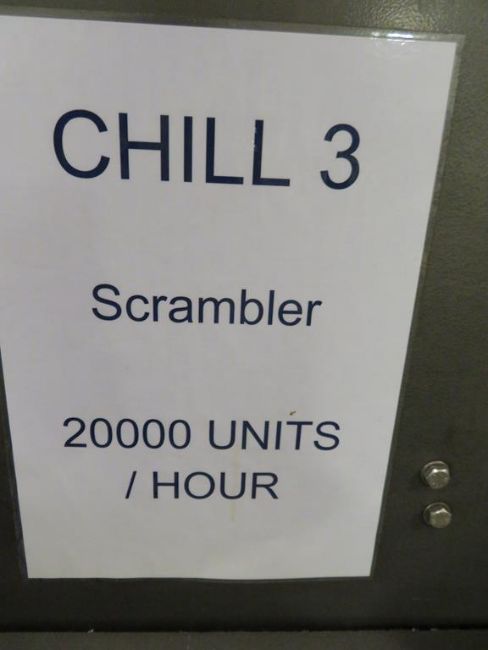 CHILL 3
Scrambler
20000 UNITS
/ HOUR